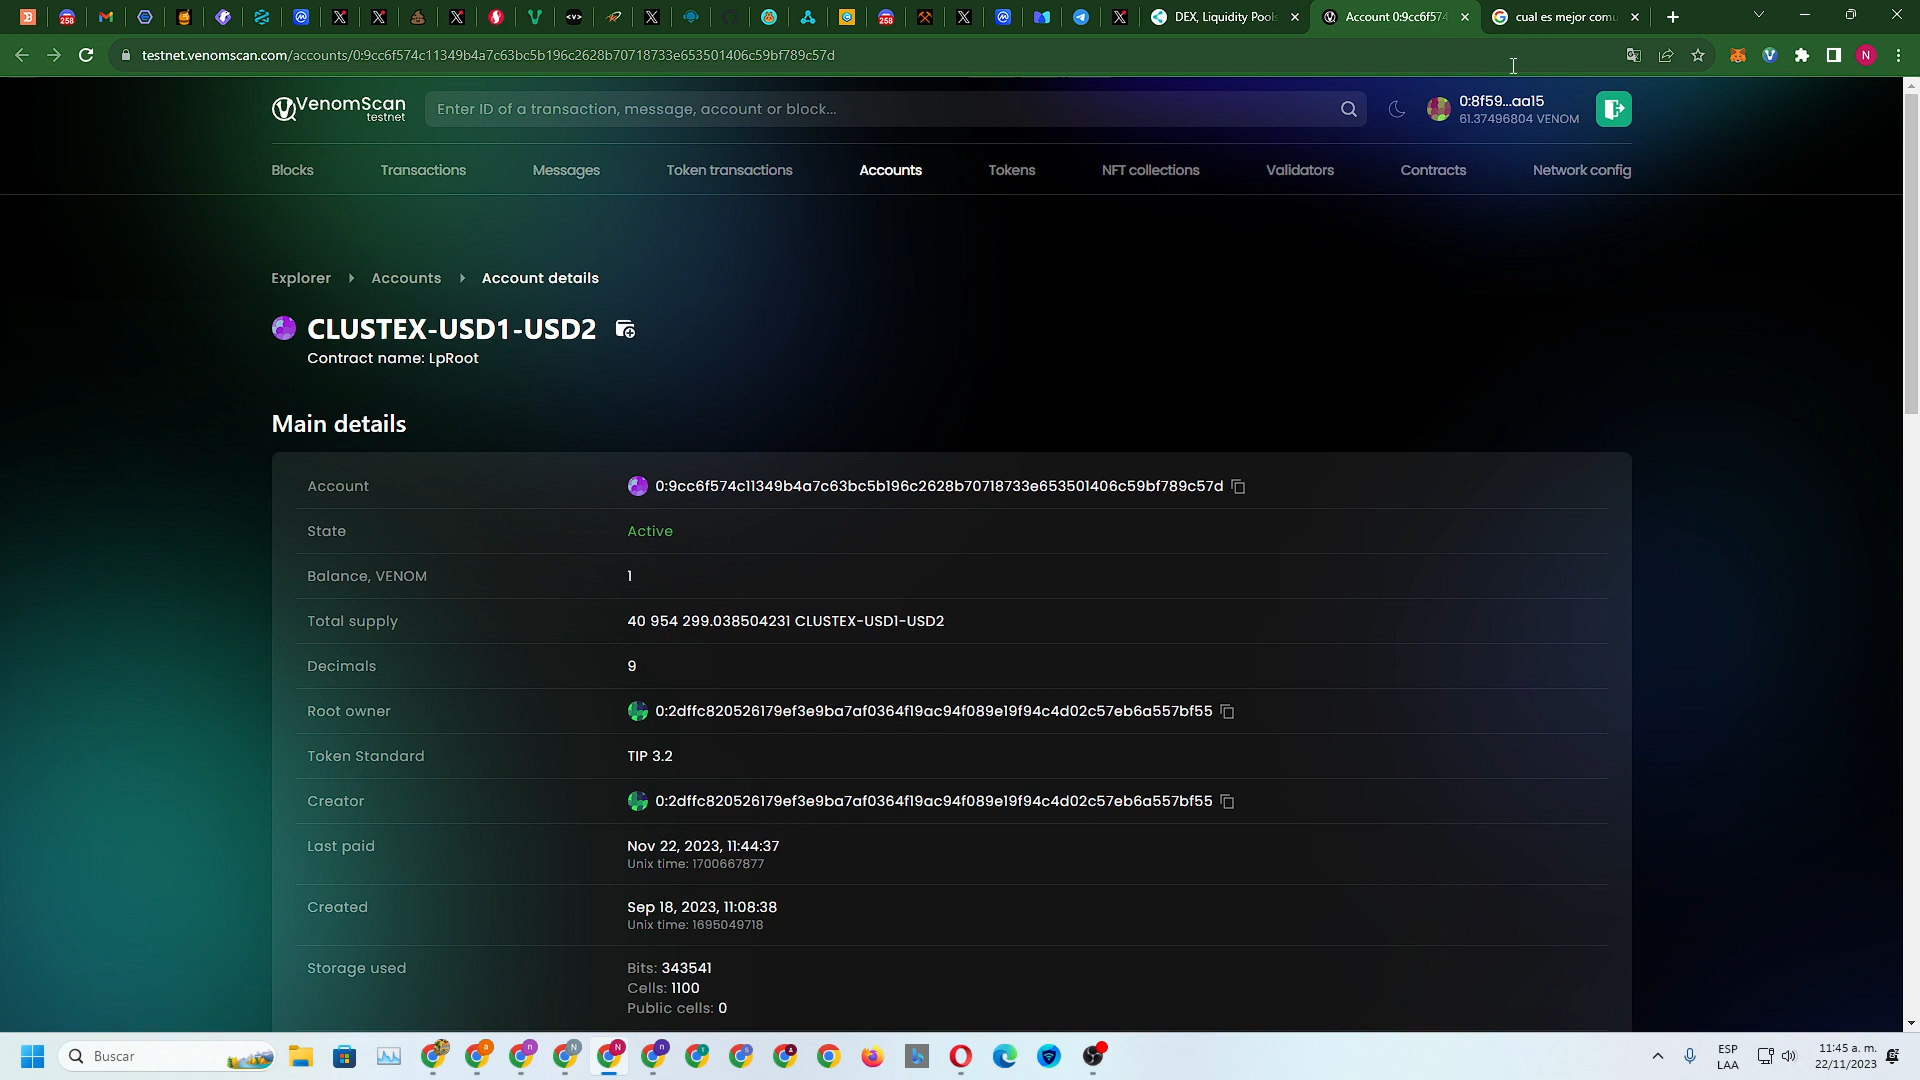 DEX, Liquidity Pools
Account 0:9cc6f574
cual es mejor comu
testnet.venomscan.com/accounts/0:9cc6f574c11349b4a7c63bc5b196c2628b70718733e653501406c59bf789c57d
VenomScan
testnet
Enter ID of a transaction, message, account or block...
0:8f59...aa15
61.37496804 VENOM
Blocks
Transactions
Messages
Token transactions
Accounts
Tokens
NFT collections
Validators
Contracts
Network config
Explorer
Accounts
Account details
CLUSTEX-USD1-USD2
Contract name: LpRoot
Main details
Account
0:9cc6f574c11349b4a7c63bc5b196c2628b70718733e653501406c59bf789c57d
State
Active
Balance, VENOM
1
Total supply
40 954 299.038504231 CLUSTEX-USD1-USD2
Decimals
9
Root owner
0:2dffc820526179ef3e9ba7af0364f19ac94f089e19f94c4d02c57eb6a557bf55
Token Standard
TIP 3.2
Creator
0:2dffc820526179ef3e9ba7af0364f19ac94f089e19f94c4d02c57eb6a557bf55
Last paid
Nov 22, 2023, 11:44:37
Unix time: 1700667877
Created
Sep 18, 2023, 11:08:38
Unix time: 1695049718
Storage used
Bits: 343541
Cells: 1100
Public cells: 0
Buscar
ESP
LAA
11:45 a. m.
22/11/2023